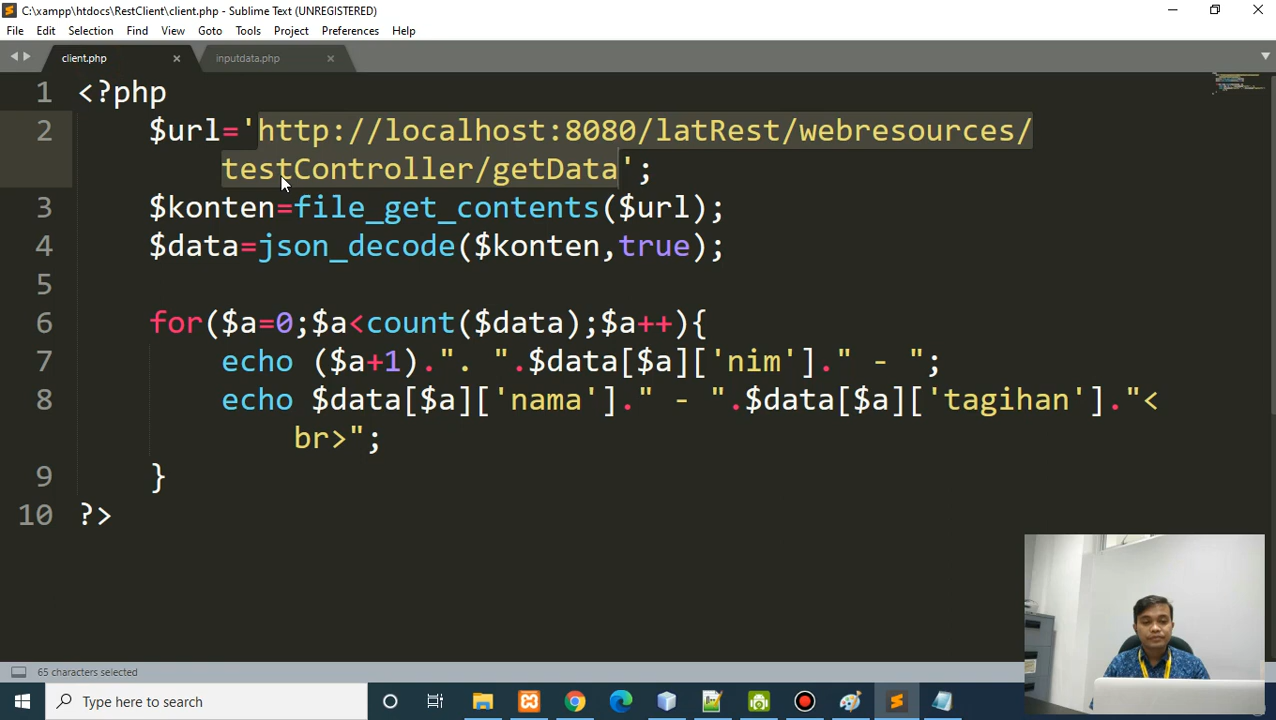 C:\xampp\htdocs\RestClient\client.php - Sublime Text (UNREGISTERED)
File Edit Selection Find View Goto Tools Project Preferences Help
client.php × inputdata.php ×
1 <?php
2 $url='http://localhost:8080/latRest/webresources/
testController/getData';
3 $konten=file_get_contents($url);
4 $data=json_decode($konten,true);
5
6 for($a=0;$a<count($data);$a++){
7 echo ($a+1).". ".$data[$a]['nim']." - ";
8 echo $data[$a]['nama']." - ".$data[$a]['tagihan']."<
br>";
9 }
10 ?>
65 characters selected
Type here to search